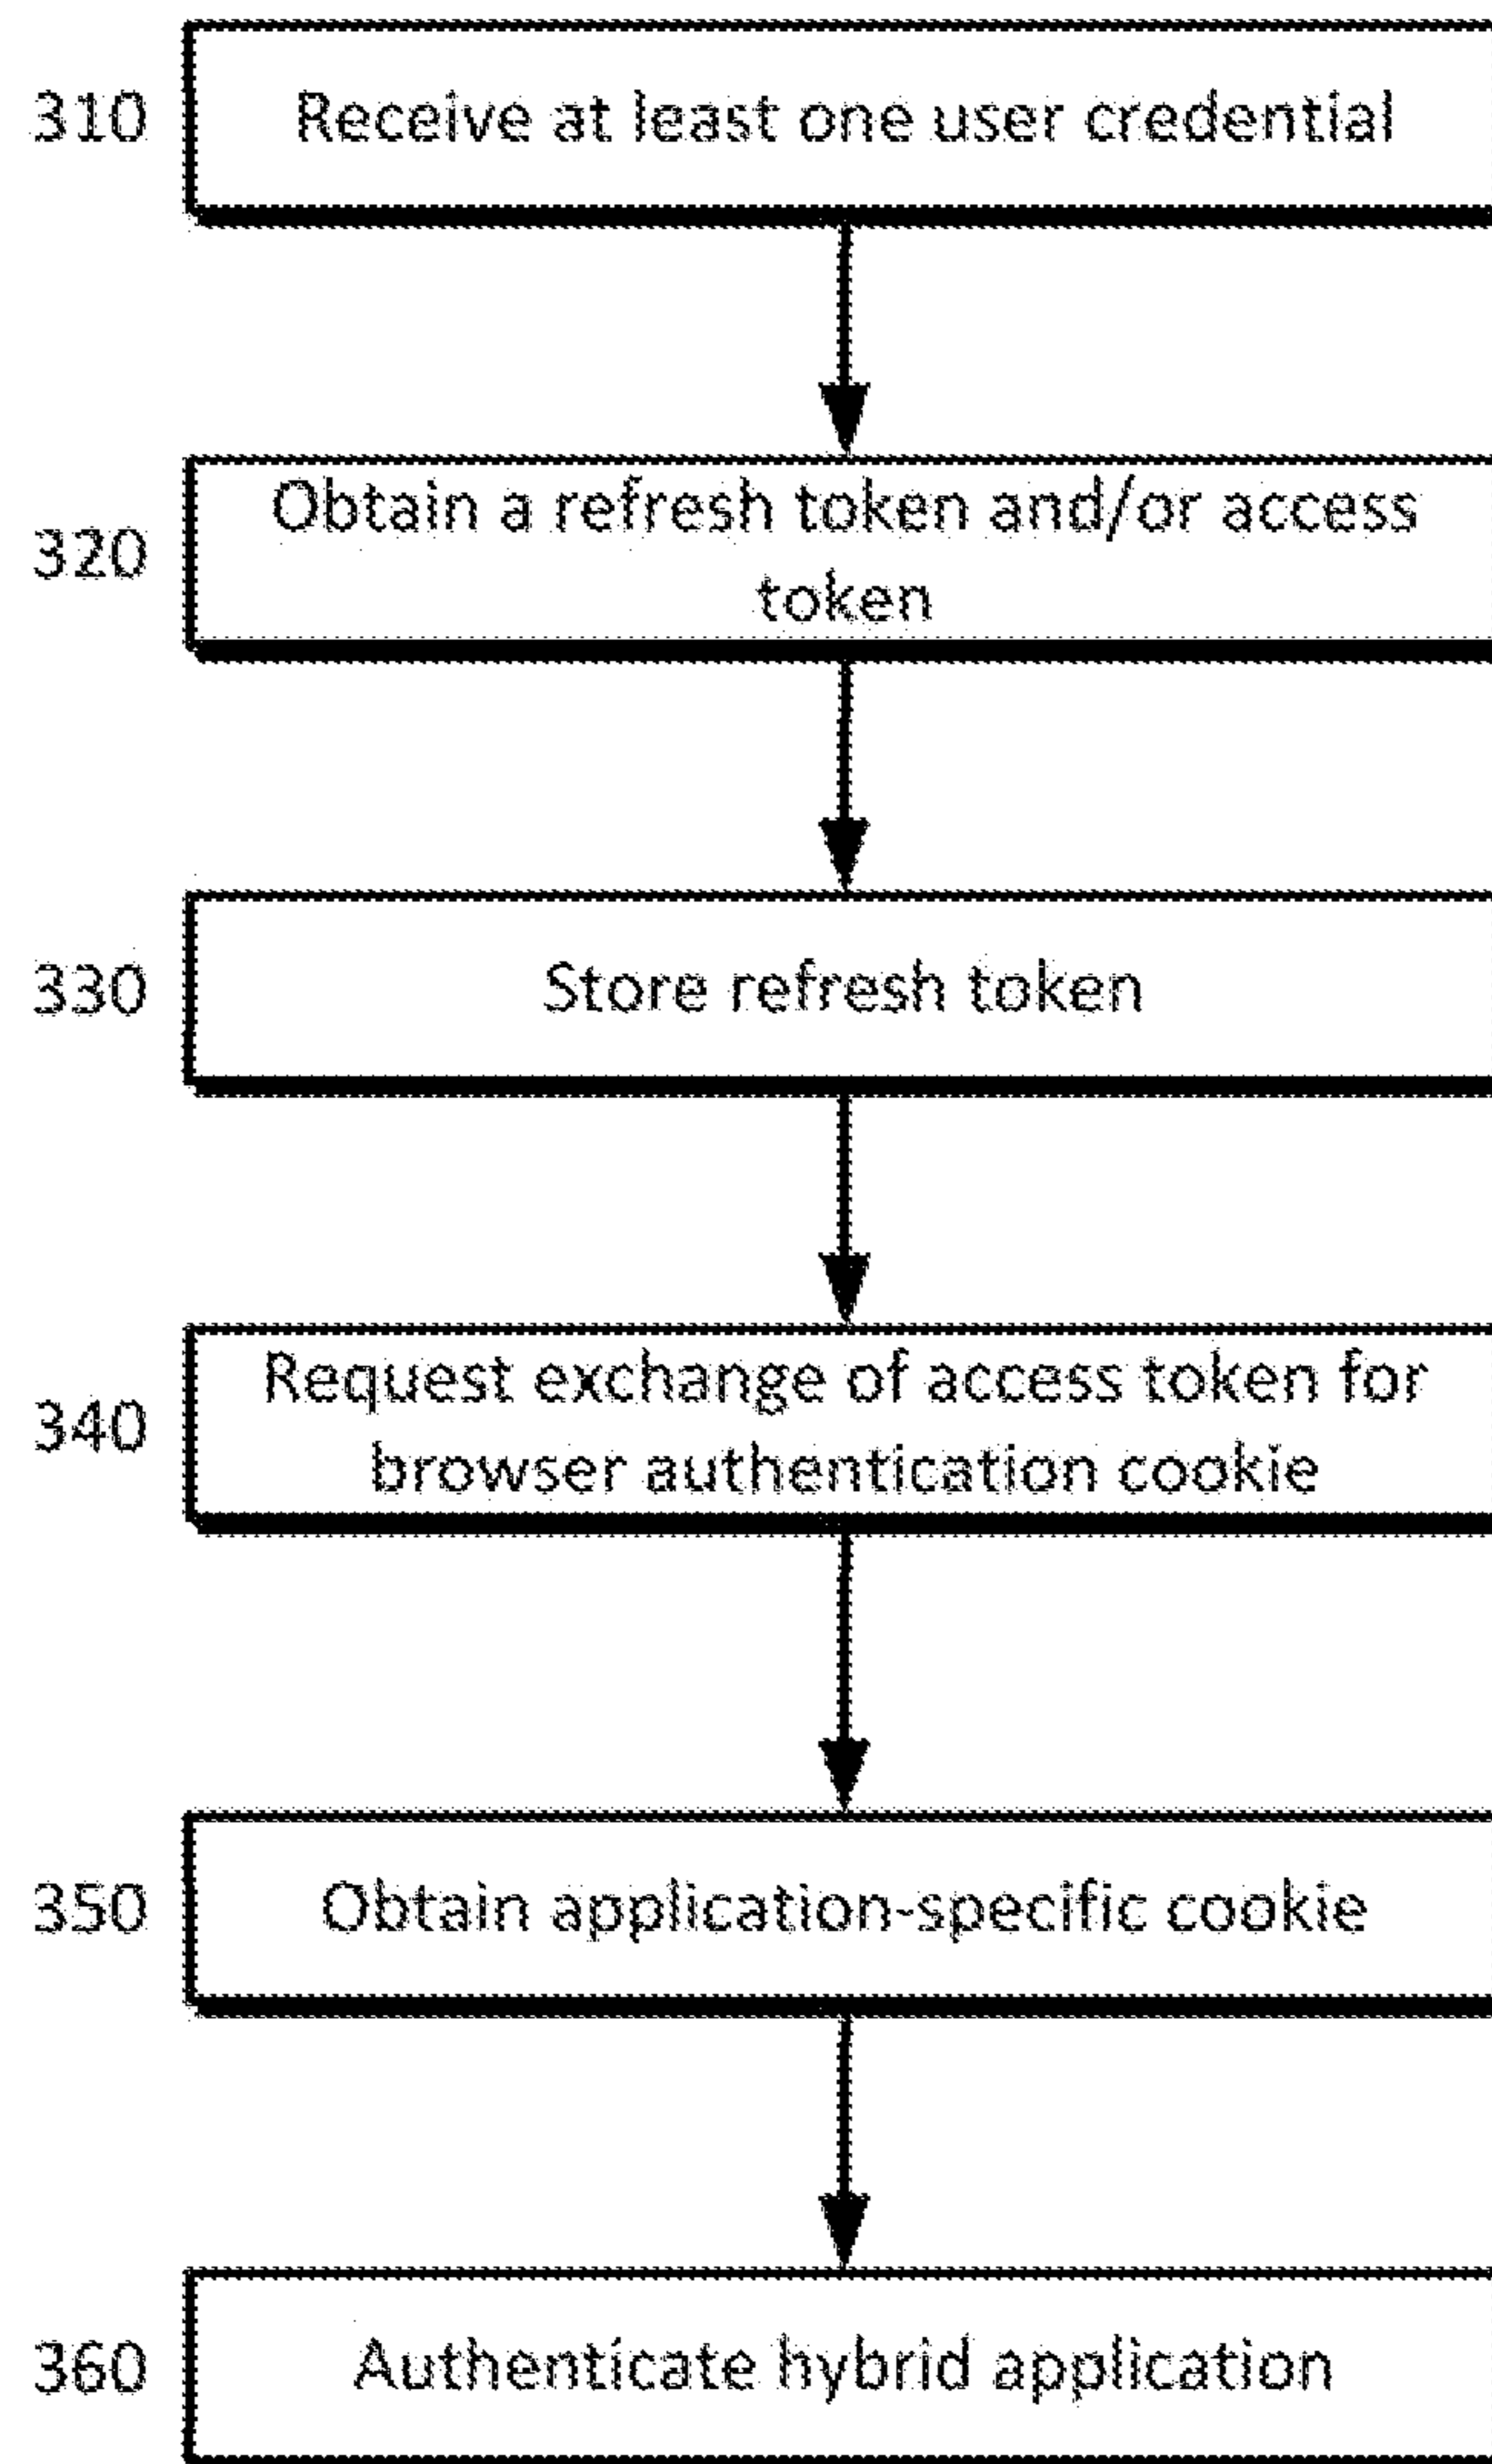 310 Receive at least one user credential
320 Obtain a refresh token and/or access
token
330 Store refresh token
340 Request exchange of access token for
browser authentication cookie
350 Obtain application-specific cookie
360 Authenticate hybrid application